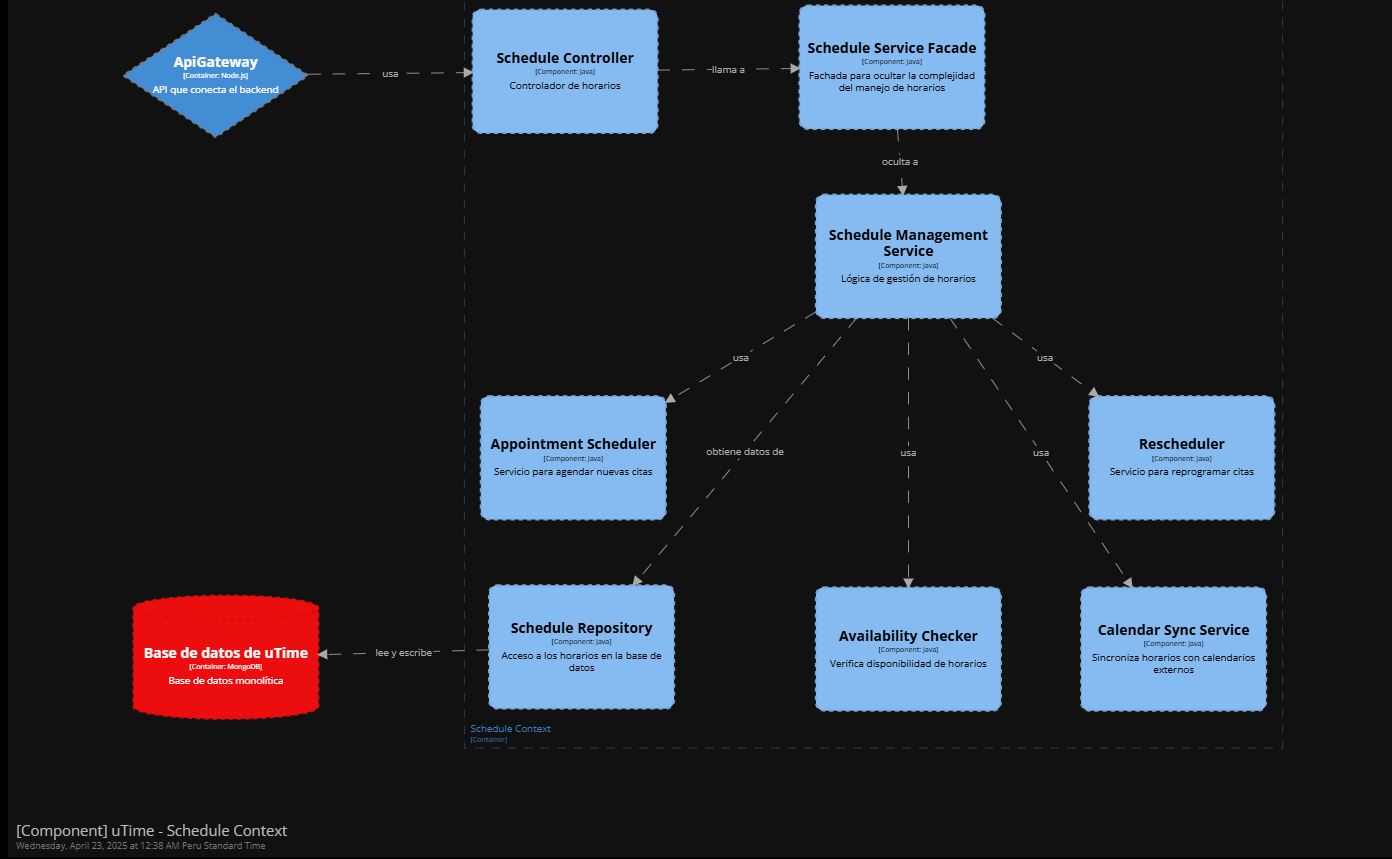 ApiGateway
[Container: Node.js]
API que conecta el backend
usa
Schedule Controller
[Component: Java]
Controlador de horarios
llama a
Schedule Service Facade
[Component: Java]
Fachada para ocultar la complejidad
del manejo de horarios
oculta a
Schedule Management
Service
[Component: Java]
Lógica de gestión de horarios
usa
usa
obtiene datos de
usa
usa
Appointment Scheduler
[Component: Java]
Servicio para agendar nuevas citas
Rescheduler
[Component: Java]
Servicio para reprogramar citas
Base de datos de uTime
[Container: MongoDB]
Base de datos monolítica
lee y escribe
Schedule Repository
[Component: Java]
Acceso a los horarios en la base de
datos
Availability Checker
[Component: Java]
Verifica disponibilidad de horarios
Calendar Sync Service
[Component: Java]
Sincroniza horarios con calendarios
externos
Schedule Context
[Container]
[Component] uTime - Schedule Context
Wednesday, April 23, 2025 at 12:38 AM Peru Standard Time